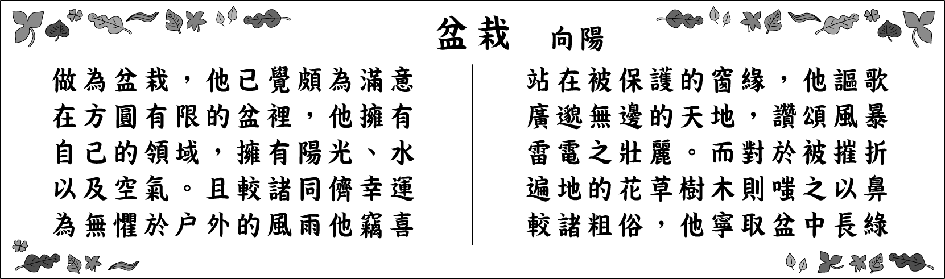 盆栽 向陽
做為盆栽，他已覺頗為滿意
在方圓有限的盆裡，他擁有
自己的領域，擁有陽光、水
以及空氣。且較諸同儕幸運
為無懼於戶外的風雨他竊喜
站在被保護的窗緣，他謳歌
廣邈無邊的天地，讚頌風暴
雷電之壯麗。而對於被摧折
遍地的花草樹木則嗤之以鼻
較諸粗俗，他寧取盆中長綠